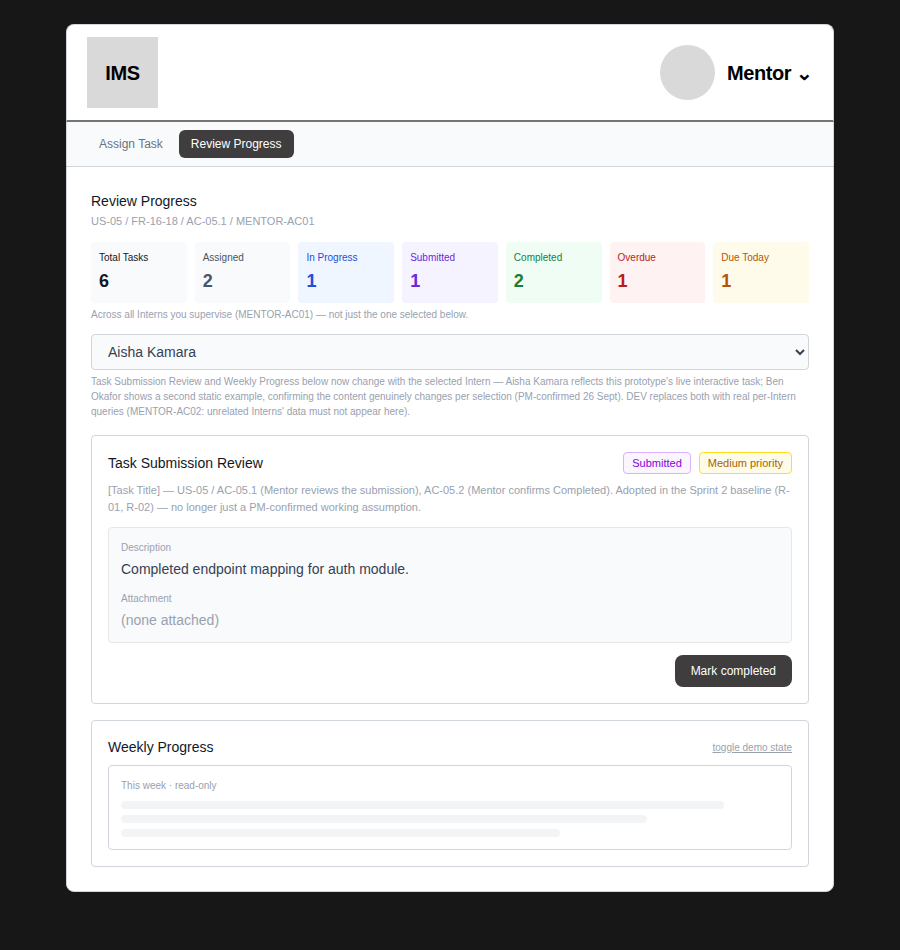 IMS
Mentor
Assign Task
Review Progress
Review Progress
US-05 / FR-16-18 / AC-05.1 / MENTOR-AC01
Total Tasks
6
Assigned
2
In Progress
1
Submitted
1
Completed
2
Overdue
1
Due Today
1
Across all Interns you supervise (MENTOR-AC01) — not just the one selected below.
Aisha Kamara
Task Submission Review and Weekly Progress below now change with the selected Intern — Aisha Kamara reflects this prototype's live interactive task; Ben
Okafor shows a second static example, confirming the content genuinely changes per selection (PM-confirmed 26 Sept). DEV replaces both with real per-Intern
queries (MENTOR-AC02: unrelated Interns' data must not appear here).
Task Submission Review
Submitted
Medium priority
[Task Title] — US-05 / AC-05.1 (Mentor reviews the submission), AC-05.2 (Mentor confirms Completed). Adopted in the Sprint 2 baseline (R-
01, R-02) — no longer just a PM-confirmed working assumption.
Description
Completed endpoint mapping for auth module.
Attachment
(none attached)
Mark completed
Weekly Progress
toggle demo state
This week · read-only